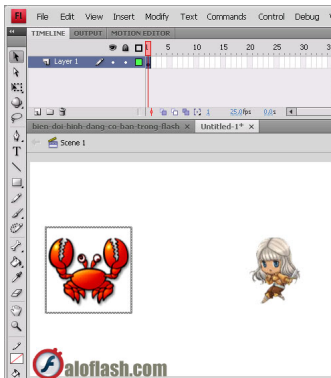 FL File Edit View Insert Modify Text Commands Control Debug
TIMELINE OUTPUT MOTION EDITOR
5 10 15 20 25 30
Layer 1
1 25.0fps 0.0s
bien-doi-hinh-dang-co-ban-trong-flash × Untitled-1* ×
Scene 1
T
aloflash.com